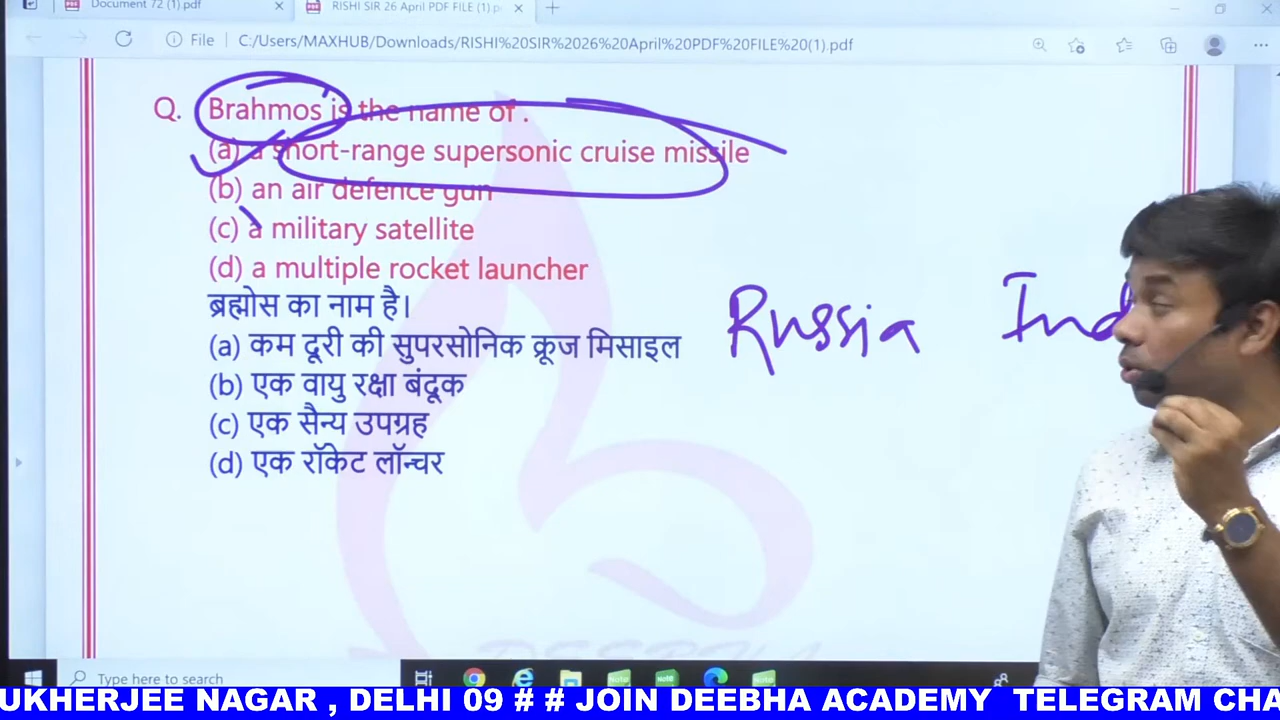 Document 72 (1).pdf
RISHI SIR 26 April PDF FILE (1).p
File
C:/Users/MAXHUB/Downloads/RISHI%20SIR%2026%20April%20PDF%20FILE%20(1).pdf
Q. Brahmos is the name of .
(a) a short-range supersonic cruise missile
(b) an air defence gun
(c) a military satellite
(d) a multiple rocket launcher
ब्रह्मोस का नाम है।
(a) कम दूरी की सुपरसोनिक क्रूज मिसाइल
Russia Ind
(b) एक वायु रक्षा बंदूक
(c) एक सैन्य उपग्रह
(d) एक रॉकेट लॉन्चर
DEEBHA
Type here to search
UKHERJEE NAGAR , DELHI 09 # # JOIN DEEBHA ACADEMY TELEGRAM CHA